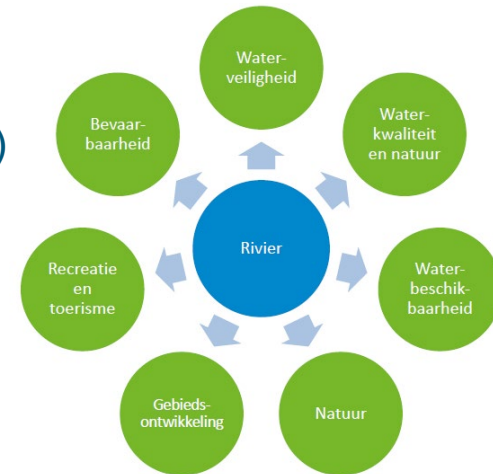 Water-
veiligheid
Water-
kwaliteit
en natuur
Water-
beschik-
baarheid
Natuur
Gebieds-
ontwikkeling
Recreatie
en
toerisme
Bevaar-
baarheid
Rivier
)